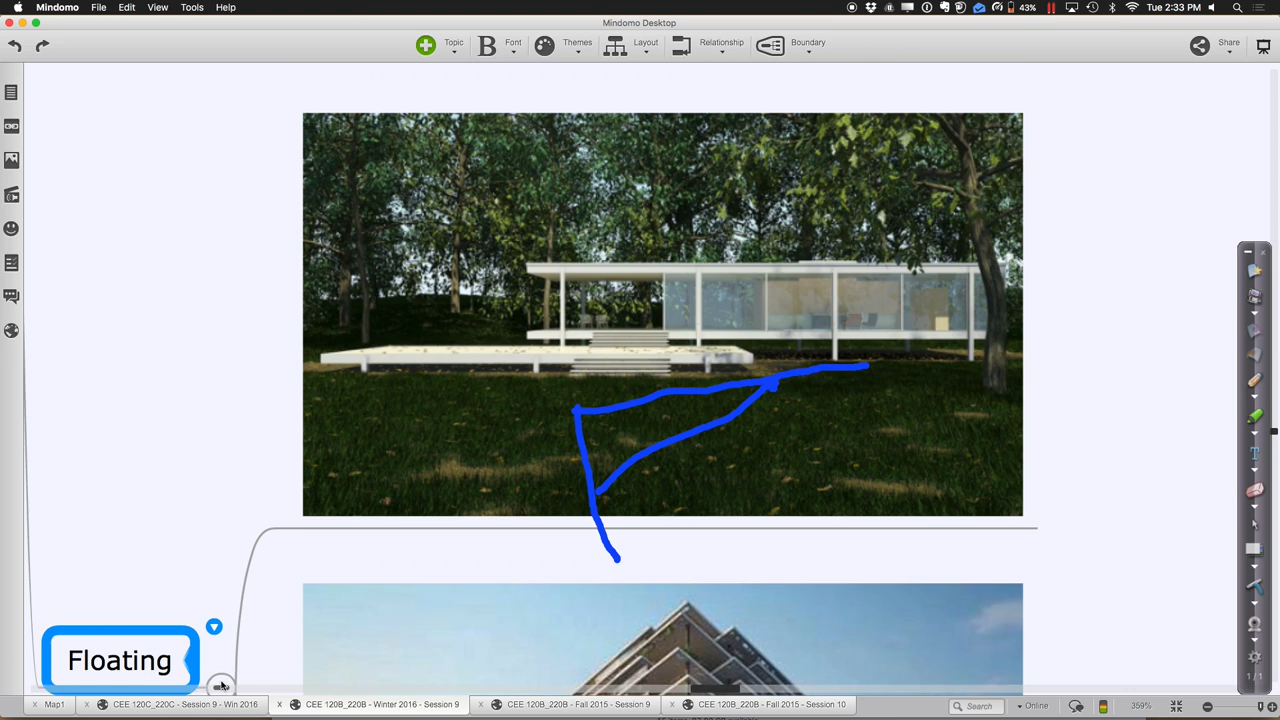 Mindomo File Edit View Tools Help
43% Tue 2:33 PM
Mindomo Desktop
Topic Font Themes Layout Relationship Boundary Share
Floating
Map1 CEE 120C_220C - Session 9 - Win 2016 CEE 120B_220B - Winter 2016 - Session 9 CEE 120B_220B - Fall 2015 - Session 9 CEE 120B_220B - Fall 2015 - Session 10 Search Online 359%
1 / 1